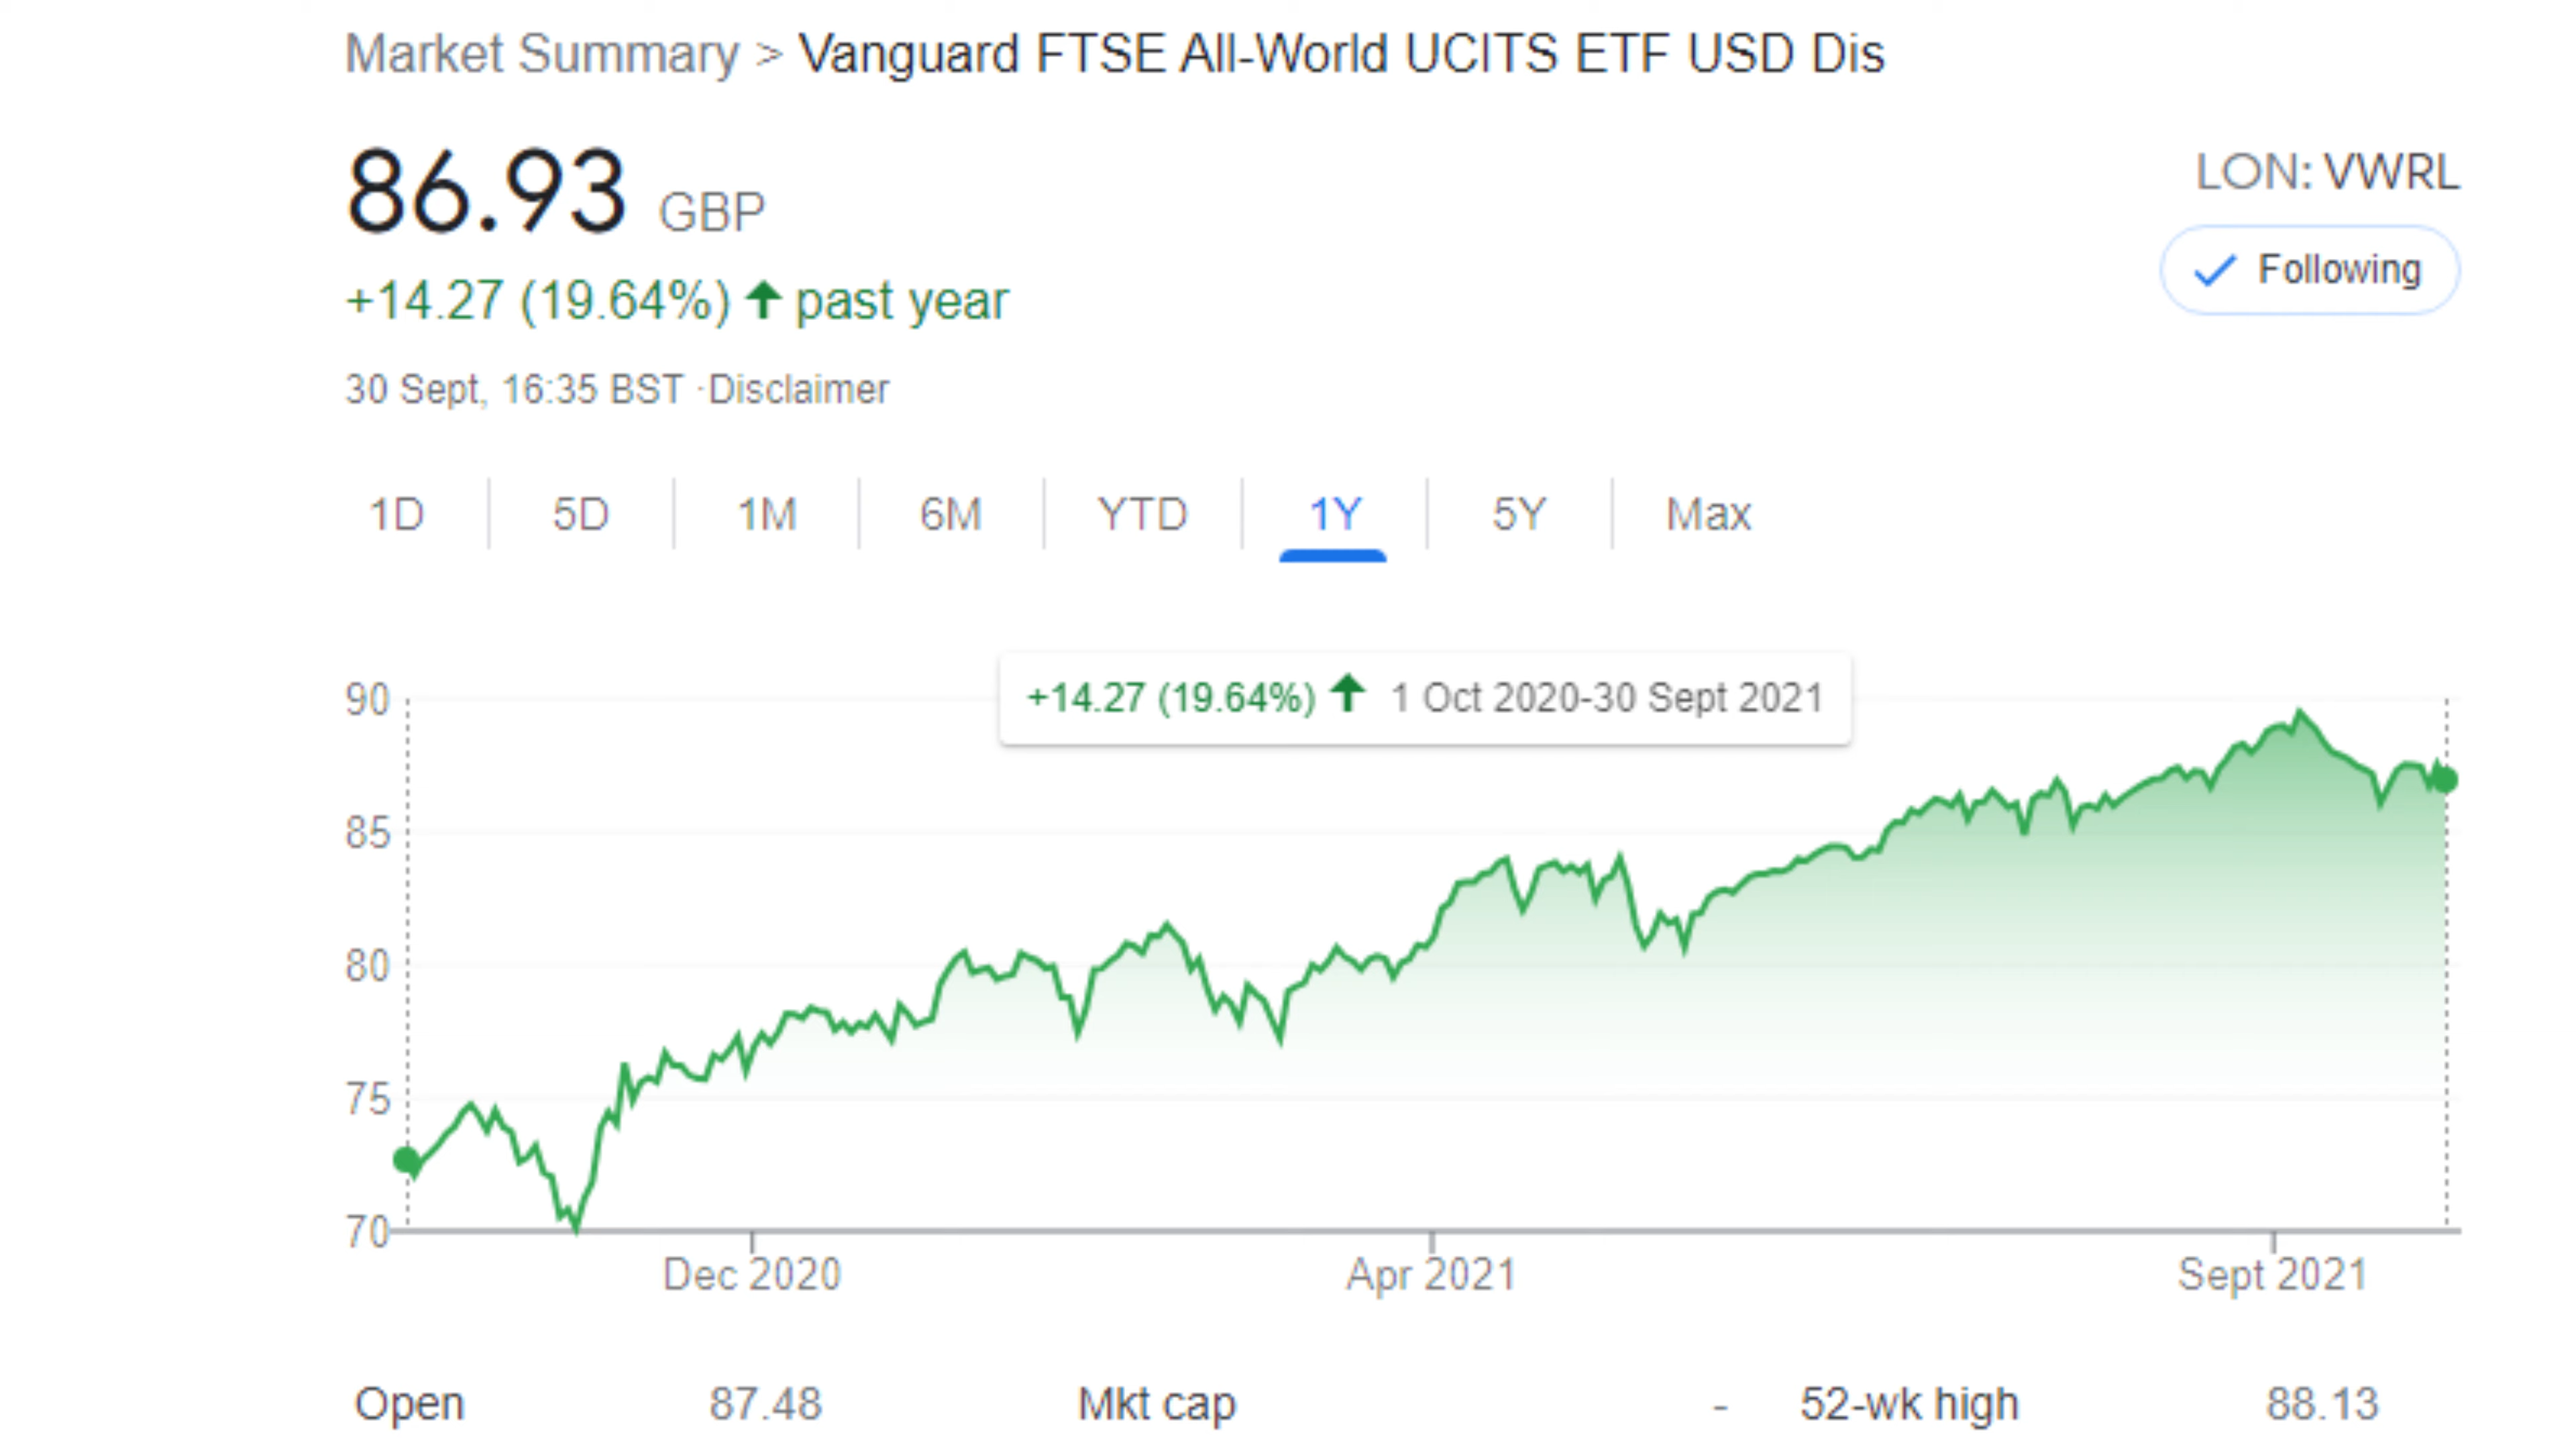 Market Summary > Vanguard FTSE All-World UCITS ETF USD Dis
86.93 GBP
LON: VWRL
Following
+14.27 (19.64%) ↑ past year
30 Sept, 16:35 BST · Disclaimer
1D 5D 1M 6M YTD 1Y 5Y Max
+14.27 (19.64%) ↑ 1 Oct 2020-30 Sept 2021
90
85
80
75
70
Dec 2020 Apr 2021 Sept 2021
Open 87.48 Mkt cap - 52-wk high 88.13